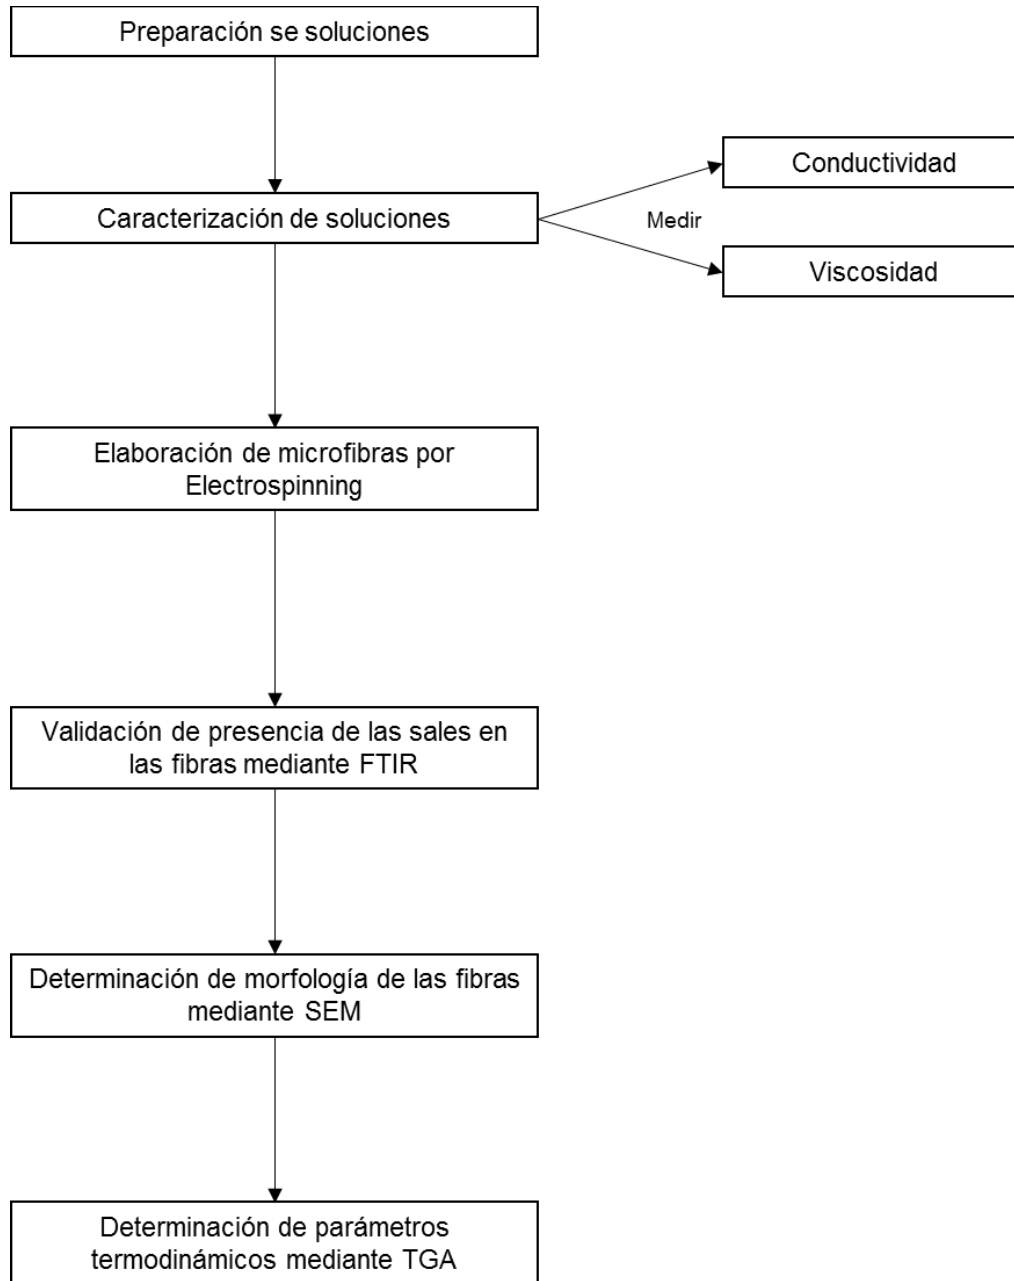 Preparación se soluciones
Conductividad
Caracterización de soluciones
Medir
Viscosidad
Elaboración de microfibras por
Electrospinning
Validación de presencia de las sales en
las fibras mediante FTIR
Determinación de morfología de las fibras
mediante SEM
Determinación de parámetros
termodinámicos mediante TGA